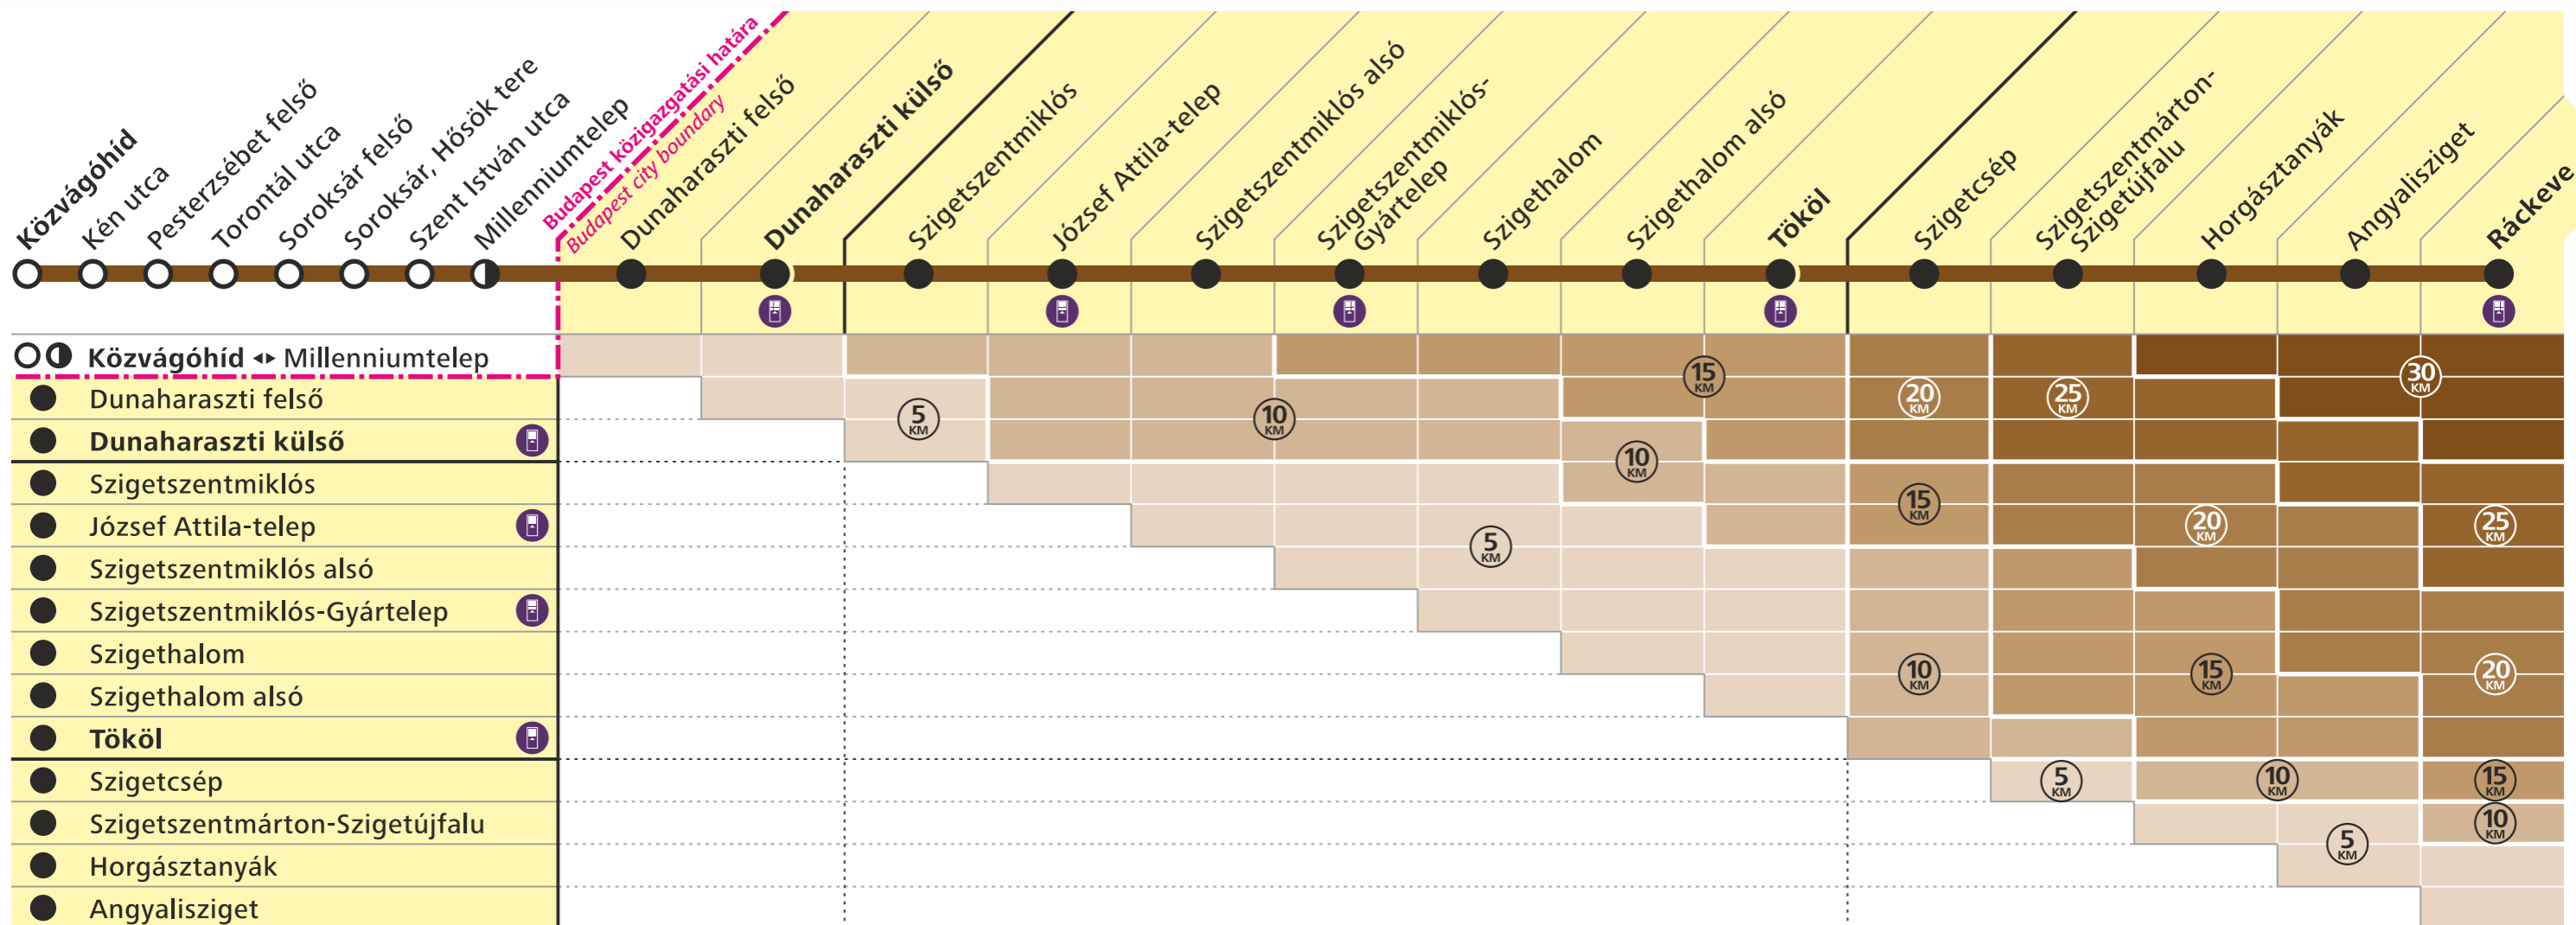 Közvágóhíd
Kén utca
Pesterzsébet felső
Torontál utca
Soroksár felső
Soroksár, Hősök tere
Szent István utca
Millenniumtelep
Budapest közigazgatási határa
Budapest city boundary
Dunaharaszti felső
Dunaharaszti külső
Szigetszentmiklós
József Attila-telep
Szigetszentmiklós alsó
Szigetszentmiklós-
Gyártelep
Szigethalom
Szigethalom alsó
Tököl
Szigetcsép
Szigetszentmárton-
Szigetújfalu
Horgásztanyák
Angyalisziget
Ráckeve
Közvágóhíd ◂▸ Millenniumtelep
15
KM
30
KM
Dunaharaszti felső
5
KM
10
KM
20
KM
25
KM
Dunaharaszti külső
10
KM
Szigetszentmiklós
15
KM
József Attila-telep
5
KM
20
KM
25
KM
Szigetszentmiklós alsó
Szigetszentmiklós-Gyártelep
Szigethalom
10
KM
15
KM
20
KM
Szigethalom alsó
Tököl
Szigetcsép
5
KM
10
KM
15
KM
Szigetszentmárton-Szigetújfalu
5
KM
10
KM
Horgásztanyák
Angyalisziget